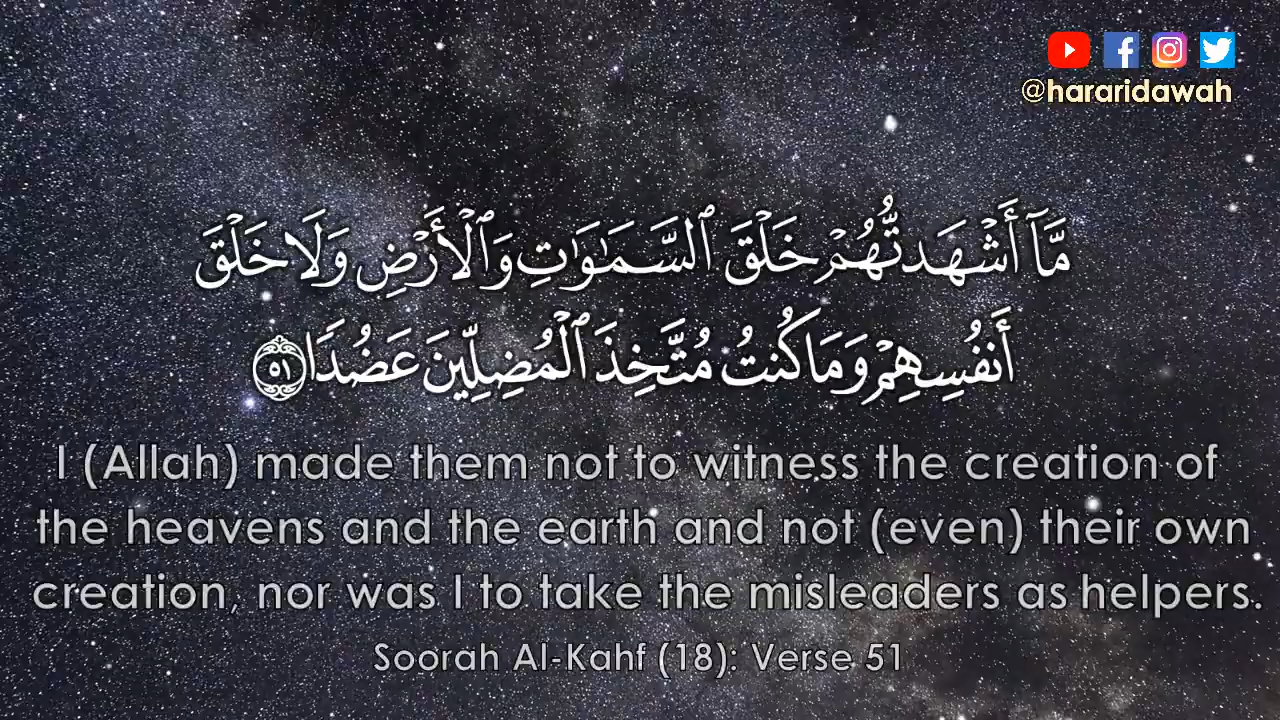 @hararidawah
مَّآ أَشْهَدتُّهُمْ خَلْقَ ٱلسَّمَٰوَٰتِ وَٱلْأَرْضِ وَلَا خَلْقَ
أَنفُسِهِمْ وَمَا كُنتُ مُتَّخِذَ ٱلْمُضِلِّينَ عَضُدًا ٥١
I (Allah) made them not to witness the creation of
the heavens and the earth and not (even) their own
creation, nor was I to take the misleaders as helpers.
Soorah Al-Kahf (18): Verse 51